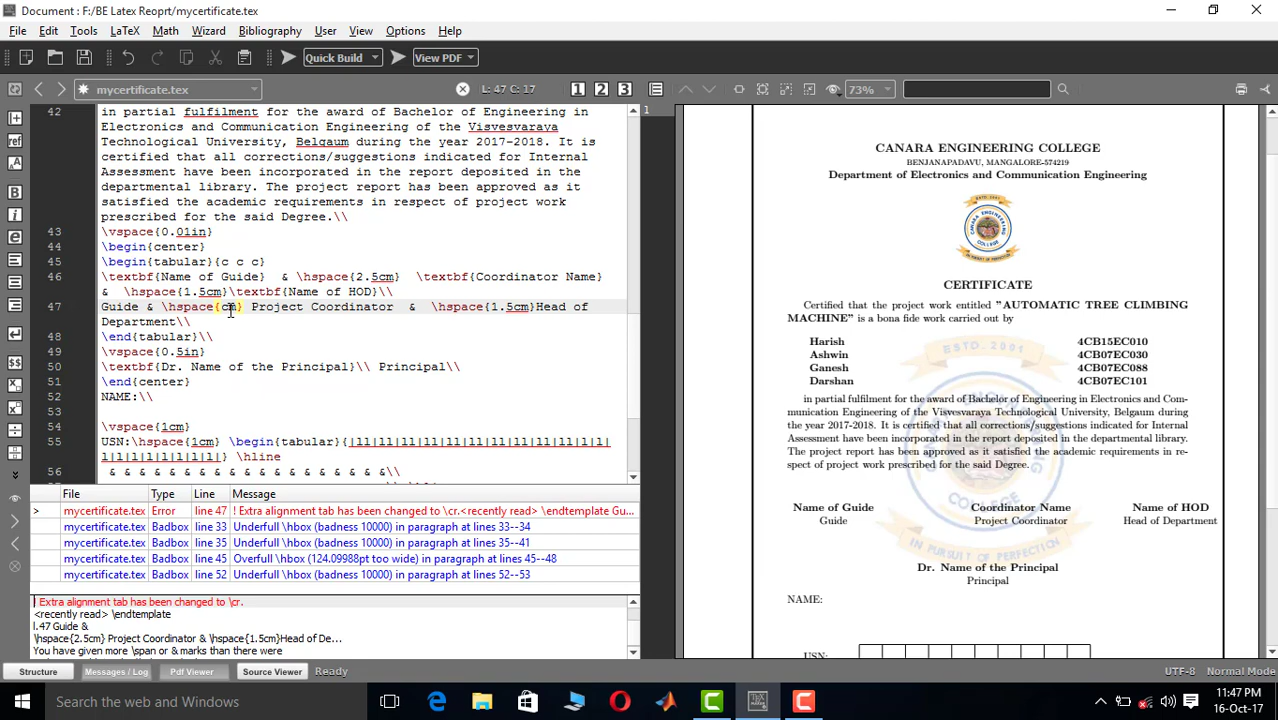 Document : F:/BE Latex Reoprt/mycertificate.tex
File Edit Tools LaTeX Math Wizard Bibliography User View Options Help
Quick Build View PDF
mycertificate.tex L: 47 C: 17 1 2 3 73%
1
42 in partial fulfilment for the award of Bachelor of Engineering in
Electronics and Communication Engineering of the Visvesvaraya
Technological University, Belgaum during the year 2017-2018. It is
certified that all corrections/suggestions indicated for Internal
Assessment have been incorporated in the report deposited in the
departmental library. The project report has been approved as it
satisfied the academic requirements in respect of project work
prescribed for the said Degree.\\
43 \vspace{0.01in}
44 \begin{center}
45 \begin{tabular}{c c c}
46 \textbf{Name of Guide} & \hspace{2.5cm} \textbf{Coordinator Name}
& \hspace{1.5cm}\textbf{Name of HOD}\\
47 Guide & \hspace{cm} Project Coordinator & \hspace{1.5cm}Head of
Department\\
48 \end{tabular}\\
49 \vspace{0.5in}
50 \textbf{Dr. Name of the Principal}\\ Principal\\
51 \end{center}
52 NAME:\\
53
54 \vspace{1cm}
55 USN:\hspace{1cm} \begin{tabular}{|l|l|l|l|l|l|l|l|l|l|l|
l|l|l|l|l|l|l|} \hline
56 & & & & & & & & & & & & & & & & &\\
File Type Line Message
> mycertificate.tex Error line 47 ! Extra alignment tab has been changed to \cr.<recently read> \endtemplate Gu...
mycertificate.tex Badbox line 33 Underfull \hbox (badness 10000) in paragraph at lines 33--34
mycertificate.tex Badbox line 35 Underfull \hbox (badness 10000) in paragraph at lines 35--41
mycertificate.tex Badbox line 45 Overfull \hbox (124.09988pt too wide) in paragraph at lines 45--48
mycertificate.tex Badbox line 52 Underfull \hbox (badness 10000) in paragraph at lines 52--53
Extra alignment tab has been changed to \cr.
<recently read> \endtemplate
l.47 Guide &
\hspace{2.5cm} Project Coordinator & \hspace{1.5cm}Head of De...
You have given more \span or & marks than there were
CANARA ENGINEERING COLLEGE
BENJANAPADAVU, MANGALORE-574219
Department of Electronics and Communication Engineering
CERTIFICATE
Certified that the project work entitled "AUTOMATIC TREE CLIMBING
MACHINE" is a bona fide work carried out by
Harish 4CB15EC010
Ashwin 4CB07EC030
Ganesh 4CB07EC088
Darshan 4CB07EC101
in partial fulfilment for the award of Bachelor of Engineering in Electronics and Com-
munication Engineering of the Visvesvaraya Technological University, Belgaum during
the year 2017-2018. It is certified that all corrections/suggestions indicated for Internal
Assessment have been incorporated in the report deposited in the departmental library.
The project report has been approved as it satisfied the academic requirements in re-
spect of project work prescribed for the said Degree.
Name of Guide Coordinator Name Name of HOD
Guide Project Coordinator Head of Department
Dr. Name of the Principal
Principal
NAME:
USN:
ESTD. 2001
COLLEGE
IN PURSUIT OF PERFECTION
Structure Messages / Log Pdf Viewer Source Viewer Ready UTF-8 Normal Mode
Search the web and Windows
11:47 PM
16-Oct-17